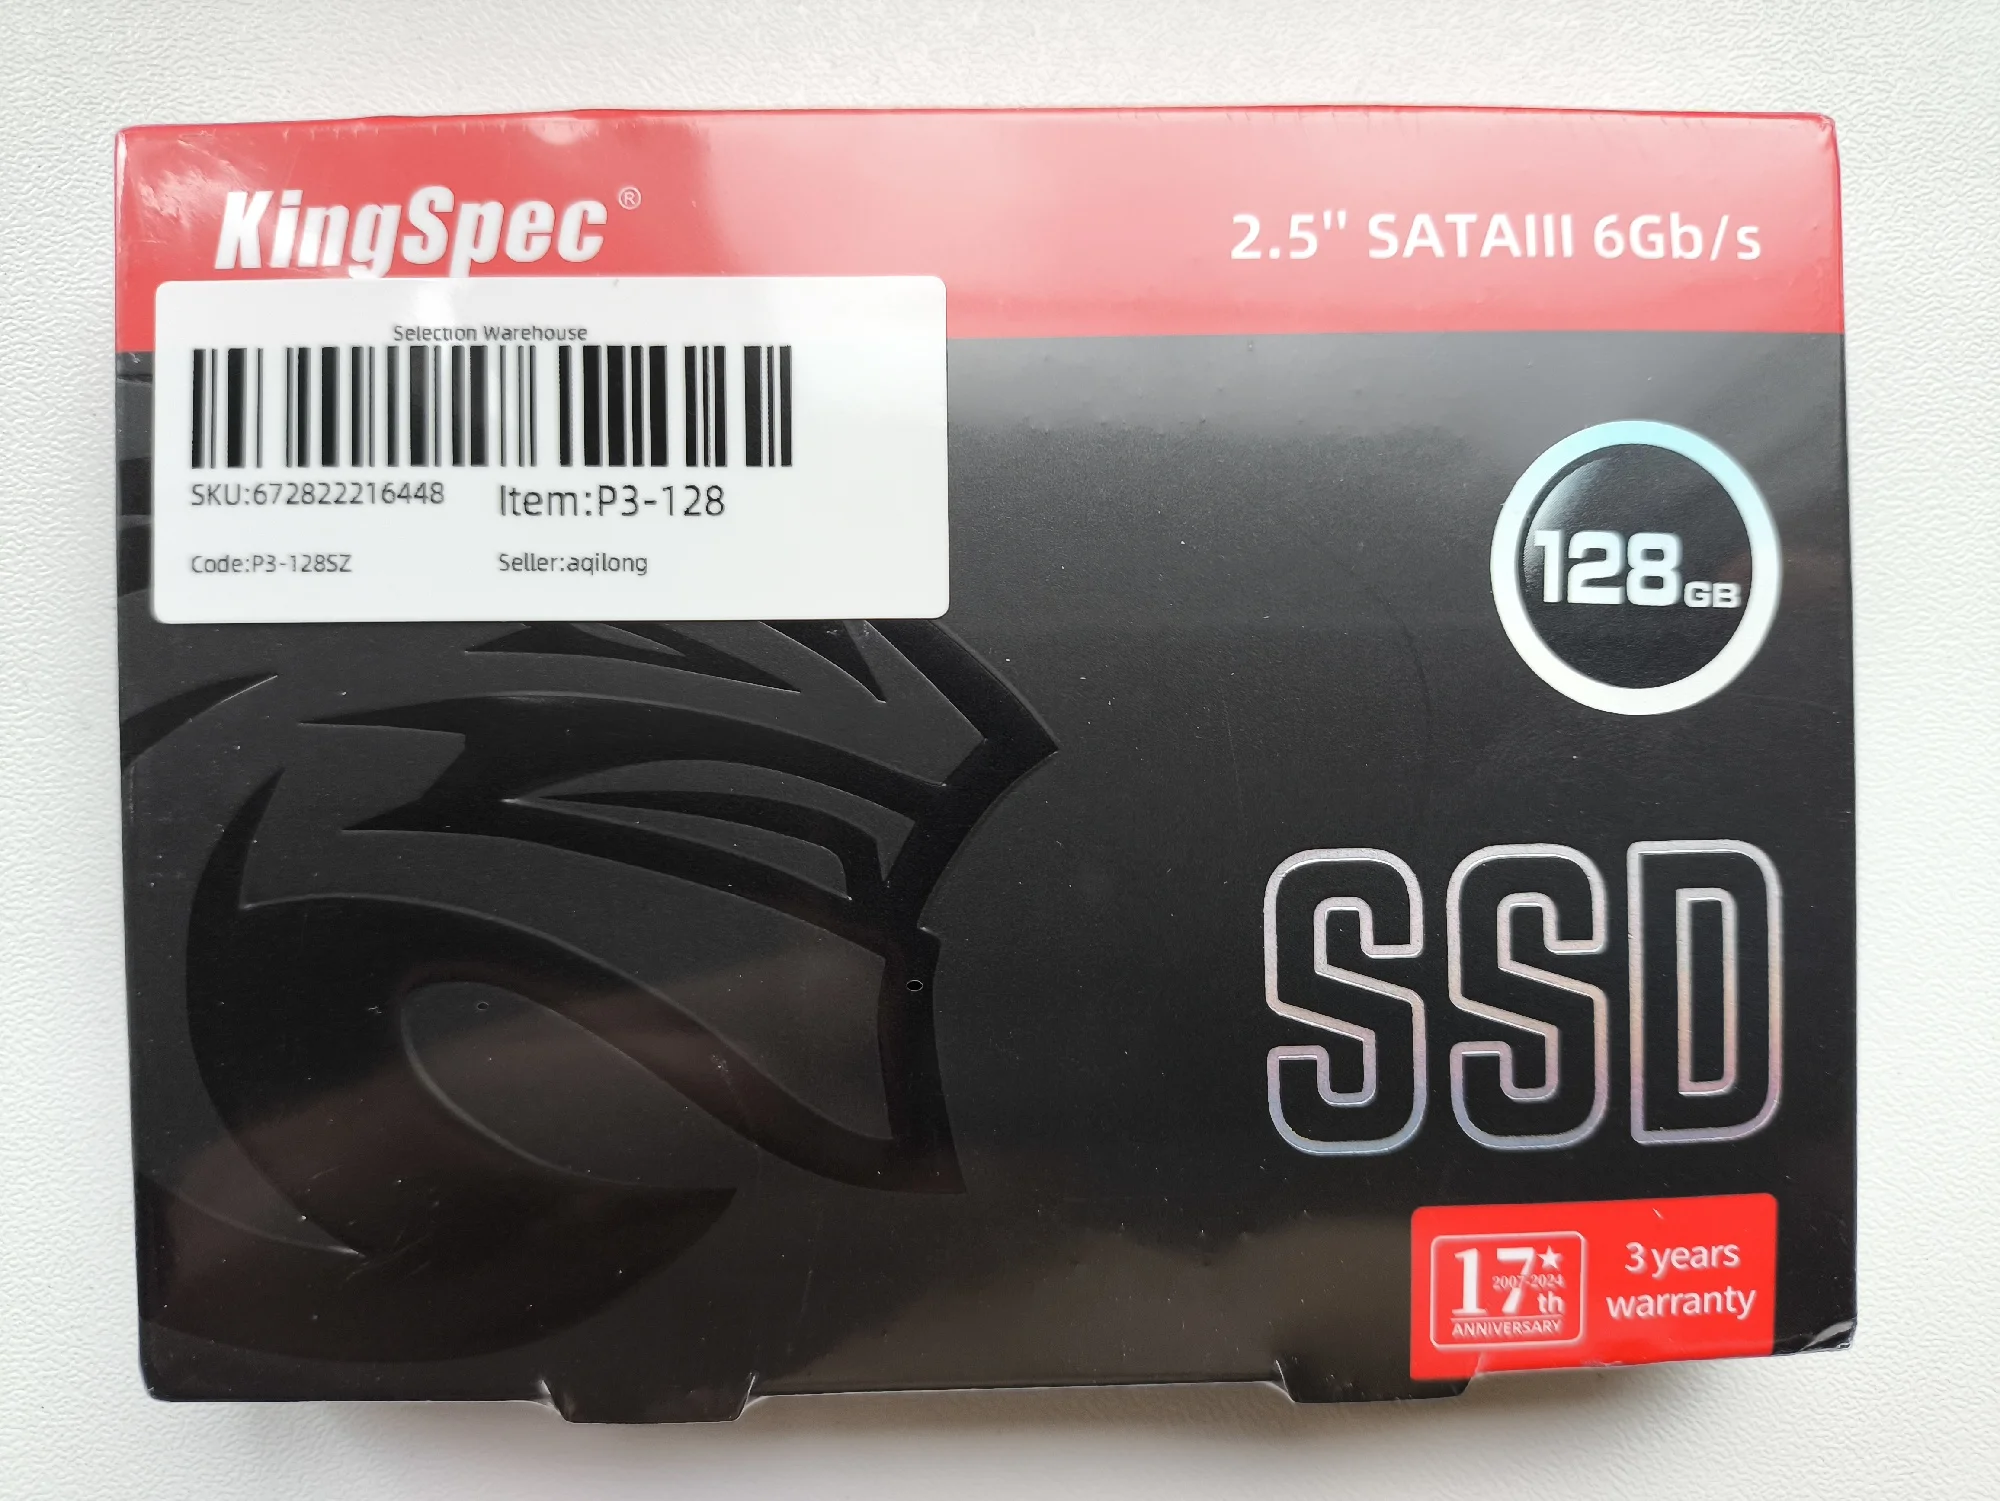 KingSpec®
2.5" SATAIII 6Gb/s
Selection Warehouse
SKU:672822216448 Item:P3-128
Code:P3-128SZ Seller:aqilong
128GB
SSD
17th
2007-2024
ANNIVERSARY
3 years
warranty